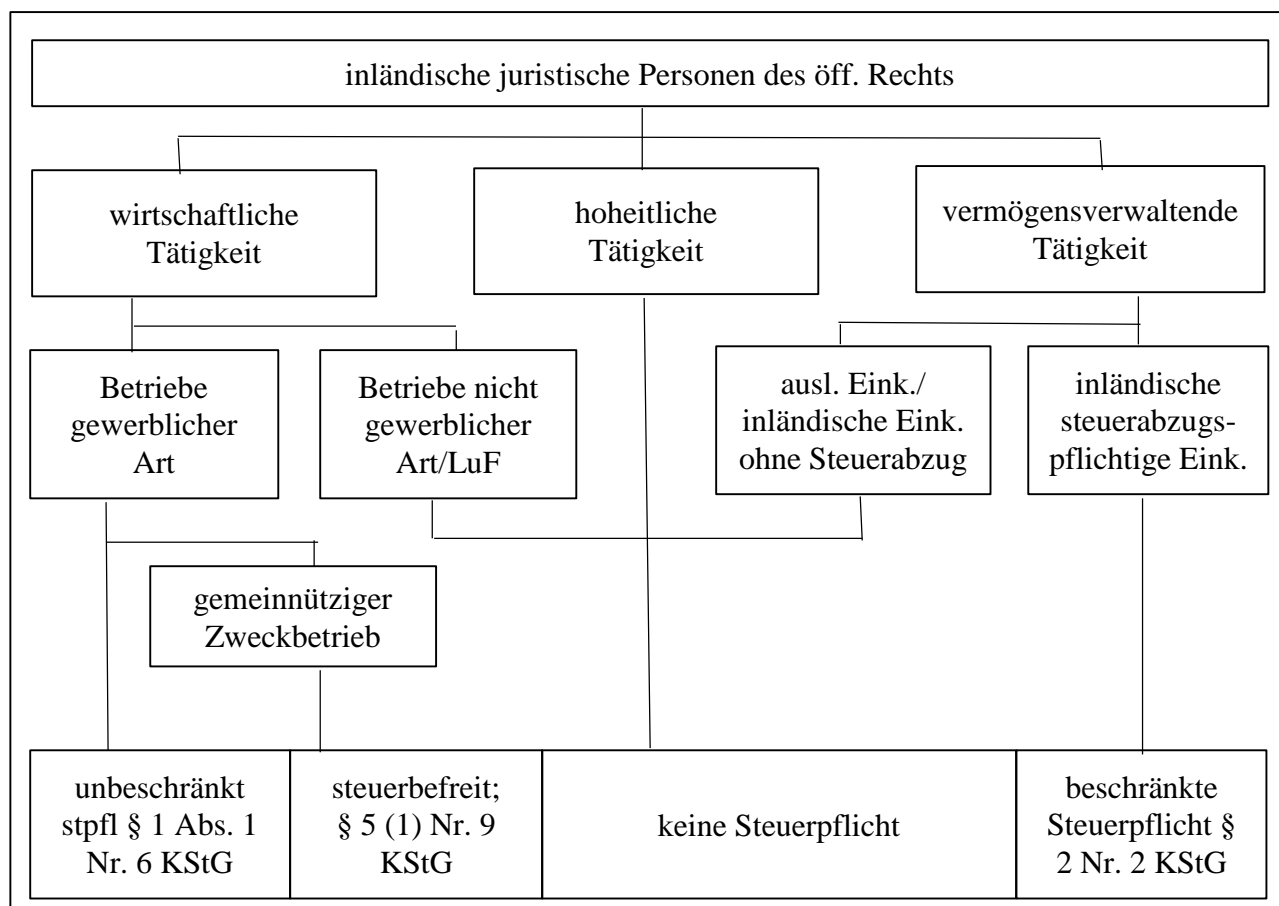 inländische juristische Personen des öff. Rechts
wirtschaftliche
Tätigkeit
hoheitliche
Tätigkeit
vermögensverwaltende
Tätigkeit
Betriebe
gewerblicher
Art
Betriebe nicht
gewerblicher
Art/LuF
ausl. Eink./
inländische Eink.
ohne Steuerabzug
inländische
steuerabzugs-
pflichtige Eink.
gemeinnütziger
Zweckbetrieb
unbeschränkt
stpfl § 1 Abs. 1
Nr. 6 KStG
steuerbefreit;
§ 5 (1) Nr. 9
KStG
keine Steuerpflicht
beschränkte
Steuerpflicht §
2 Nr. 2 KStG